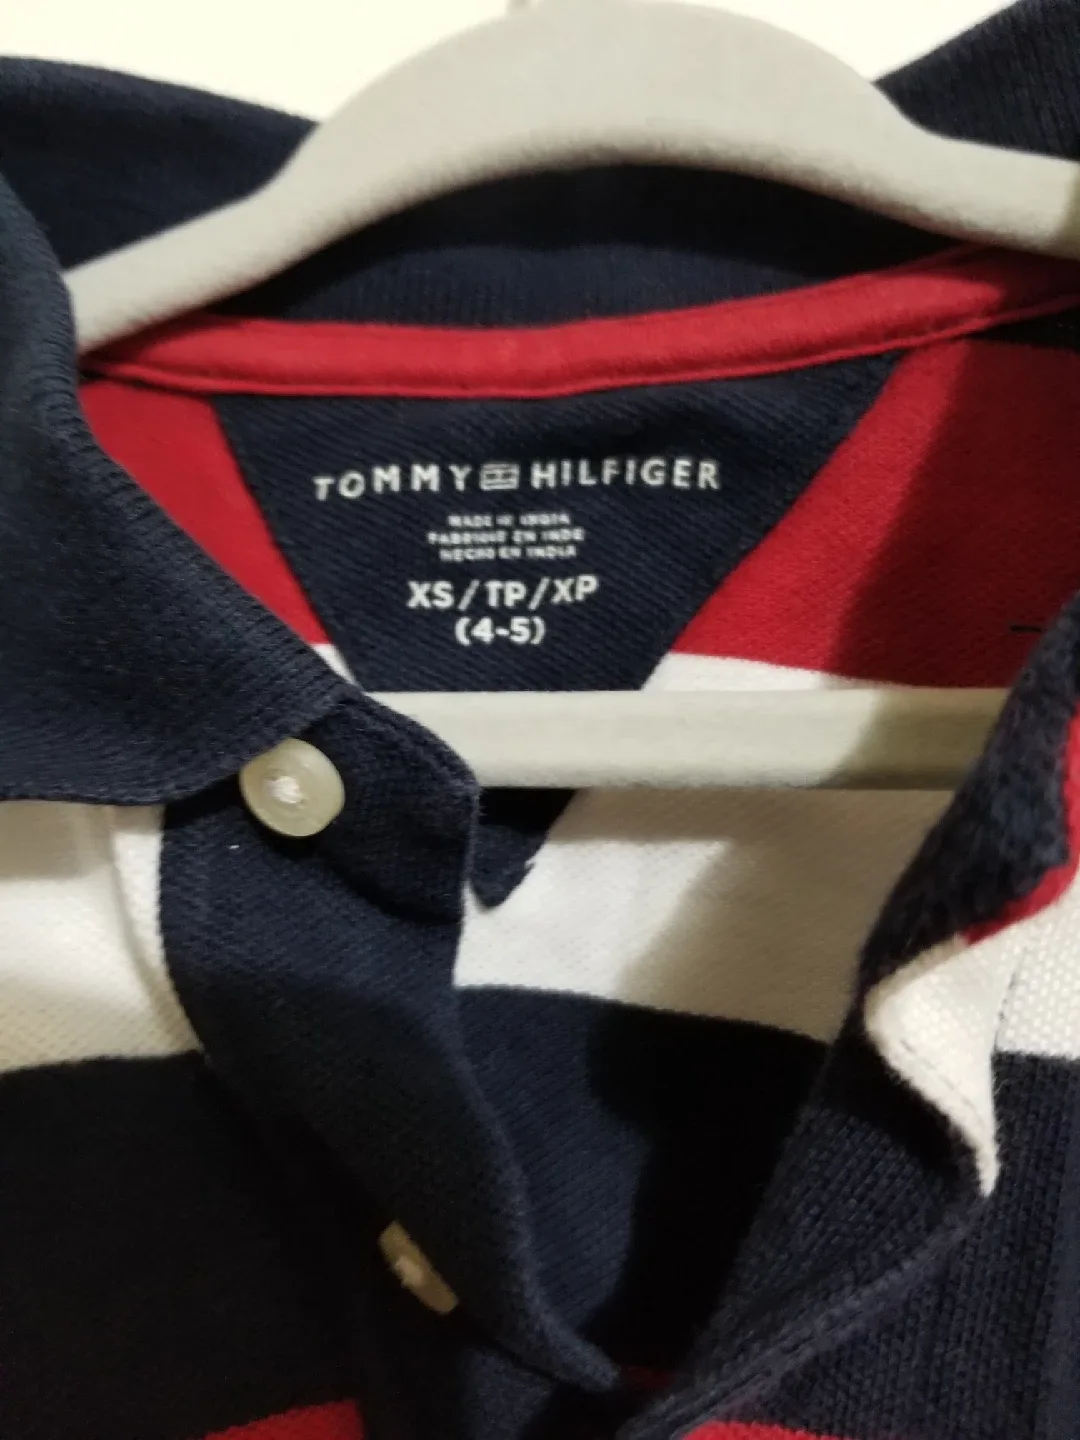 TOMMY HILFIGER
MADE IN INDIA
FABRIQUÉ EN INDE
HECHO EN INDIA
XS/TP/XP
(4-5)